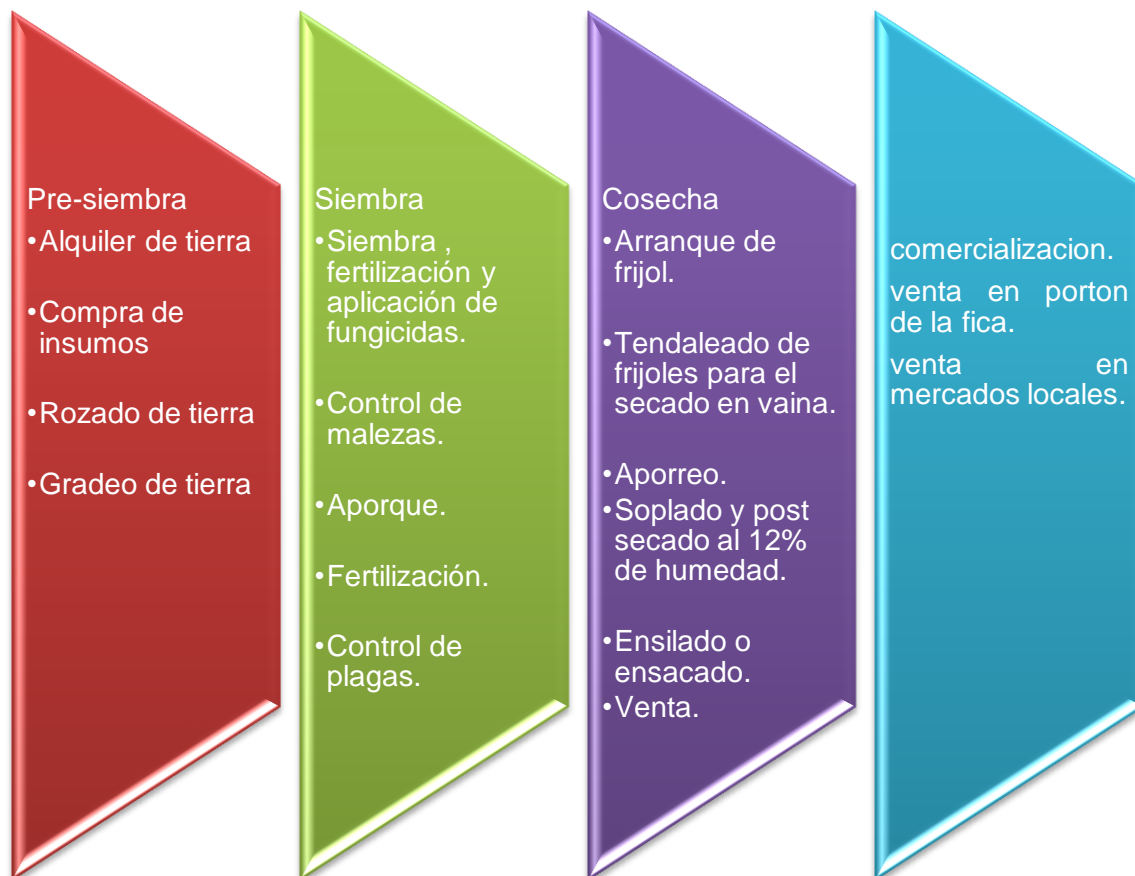 Pre-siembra
•Alquiler de tierra
•Compra de
insumos
•Rozado de tierra
•Gradeo de tierra
Siembra
•Siembra ,
fertilización y
aplicación de
fungicidas.
•Control de
malezas.
•Aporque.
•Fertilización.
•Control de
plagas.
Cosecha
•Arranque de
frijol.
•Tendaleado de
frijoles para el
secado en vaina.
•Aporreo.
•Soplado y post
secado al 12%
de humedad.
•Ensilado o
ensacado.
•Venta.
comercializacion.
venta en porton
de la fica.
venta en
mercados locales.